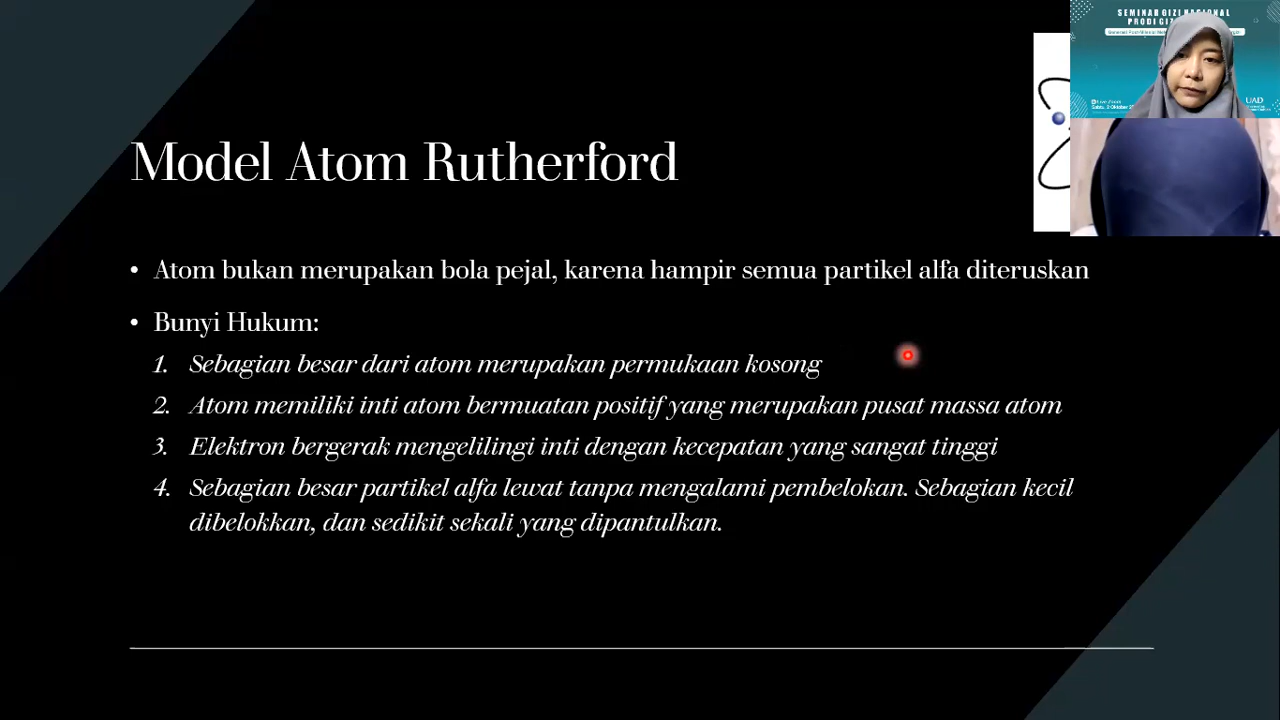 SEMINAR GIZI NASIONAL
Model Atom Rutherford
UAD
• Atom bukan merupakan bola pejal, karena hampir semua partikel alfa diteruskan
• Bunyi Hukum:
1. Sebagian besar dari atom merupakan permukaan kosong
2. Atom memiliki inti atom bermuatan positif yang merupakan pusat massa atom
3. Elektron bergerak mengelilingi inti dengan kecepatan yang sangat tinggi
4. Sebagian besar partikel alfa lewat tanpa mengalami pembelokan. Sebagian kecil
dibelokkan, dan sedikit sekali yang dipantulkan.